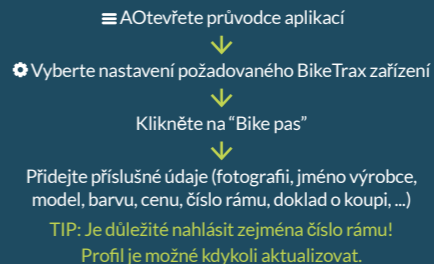 AOtevřete průvodce aplikací
Vyberte nastavení požadovaného BikeTrax zařízení
Klikněte na “Bike pas”
Přidejte příslušné údaje (fotografii, jméno výrobce,
model, barvu, cenu, číslo rámu, doklad o koupi, ...)
TIP: Je důležité nahlásit zejména číslo rámu!
Profil je možné kdykoli aktualizovat.